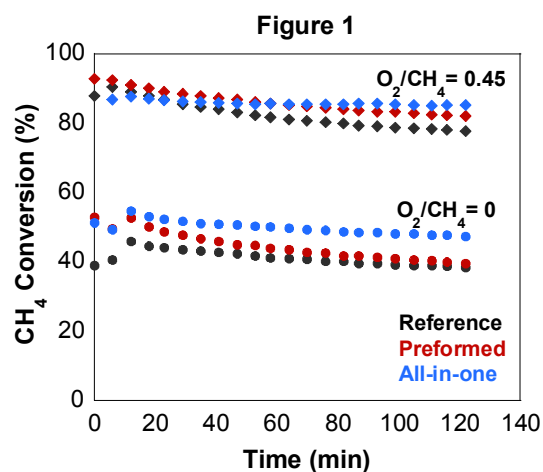 Figure 1
CH₄ Conversion (%)
100
80
60
40
20
0
O₂/CH₄ = 0.45
O₂/CH₄= 0
Reference
Preformed
All-in-one
0 20 40 60 80 100 120 140
Time (min)